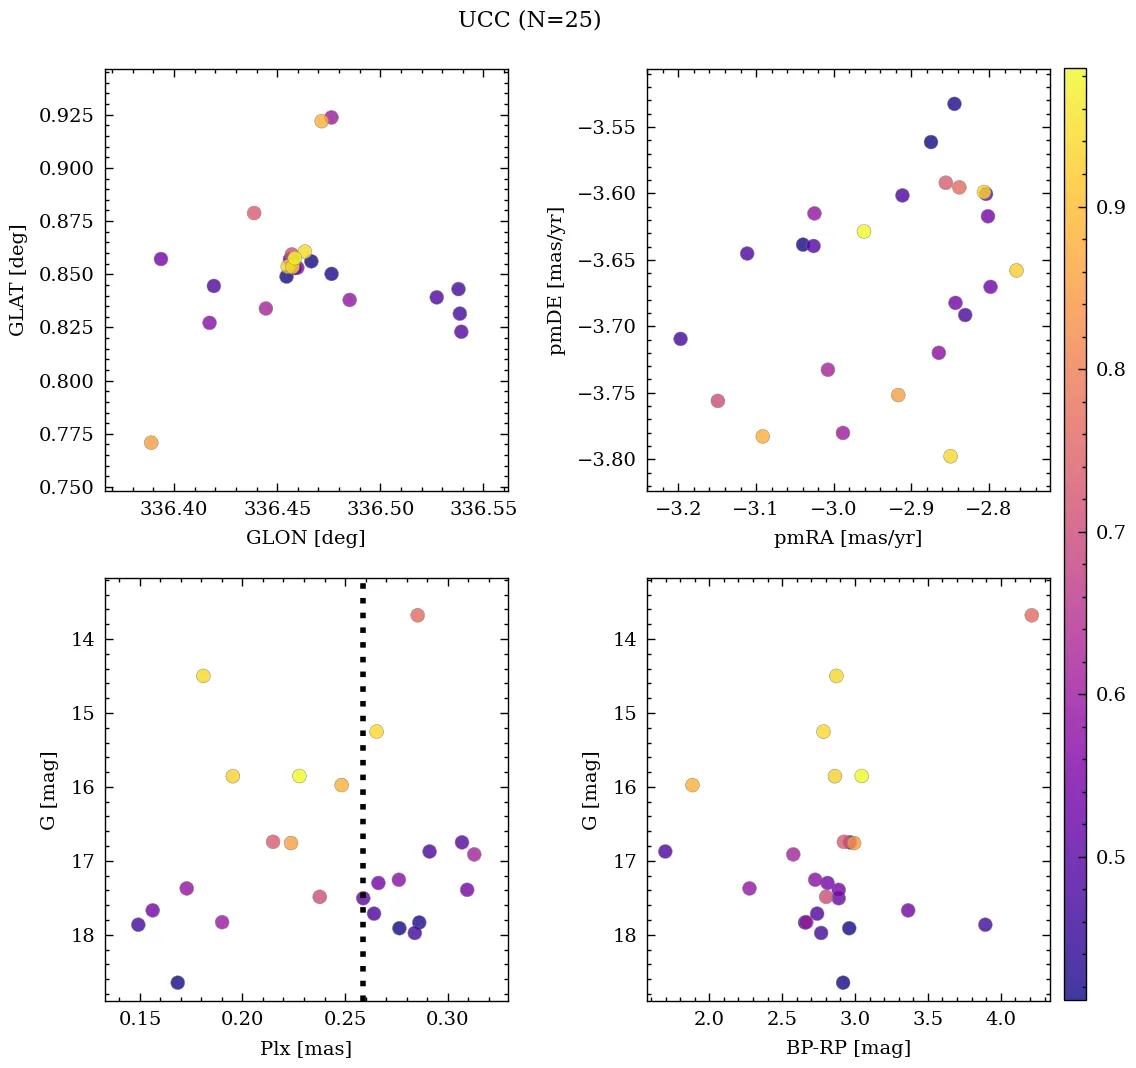 UCC (N=25)
0.925
0.900
0.875
0.850
0.825
0.800
0.775
0.750
GLAT [deg]
336.40 336.45 336.50 336.55
GLON [deg]
−3.55
−3.60
−3.65
−3.70
−3.75
−3.80
pmDE [mas/yr]
−3.2 −3.1 −3.0 −2.9 −2.8
pmRA [mas/yr]
0.9
0.8
0.7
0.6
0.5
14
15
16
17
18
G [mag]
0.15 0.20 0.25 0.30
Plx [mas]
14
15
16
17
18
G [mag]
2.0 2.5 3.0 3.5 4.0
BP-RP [mag]